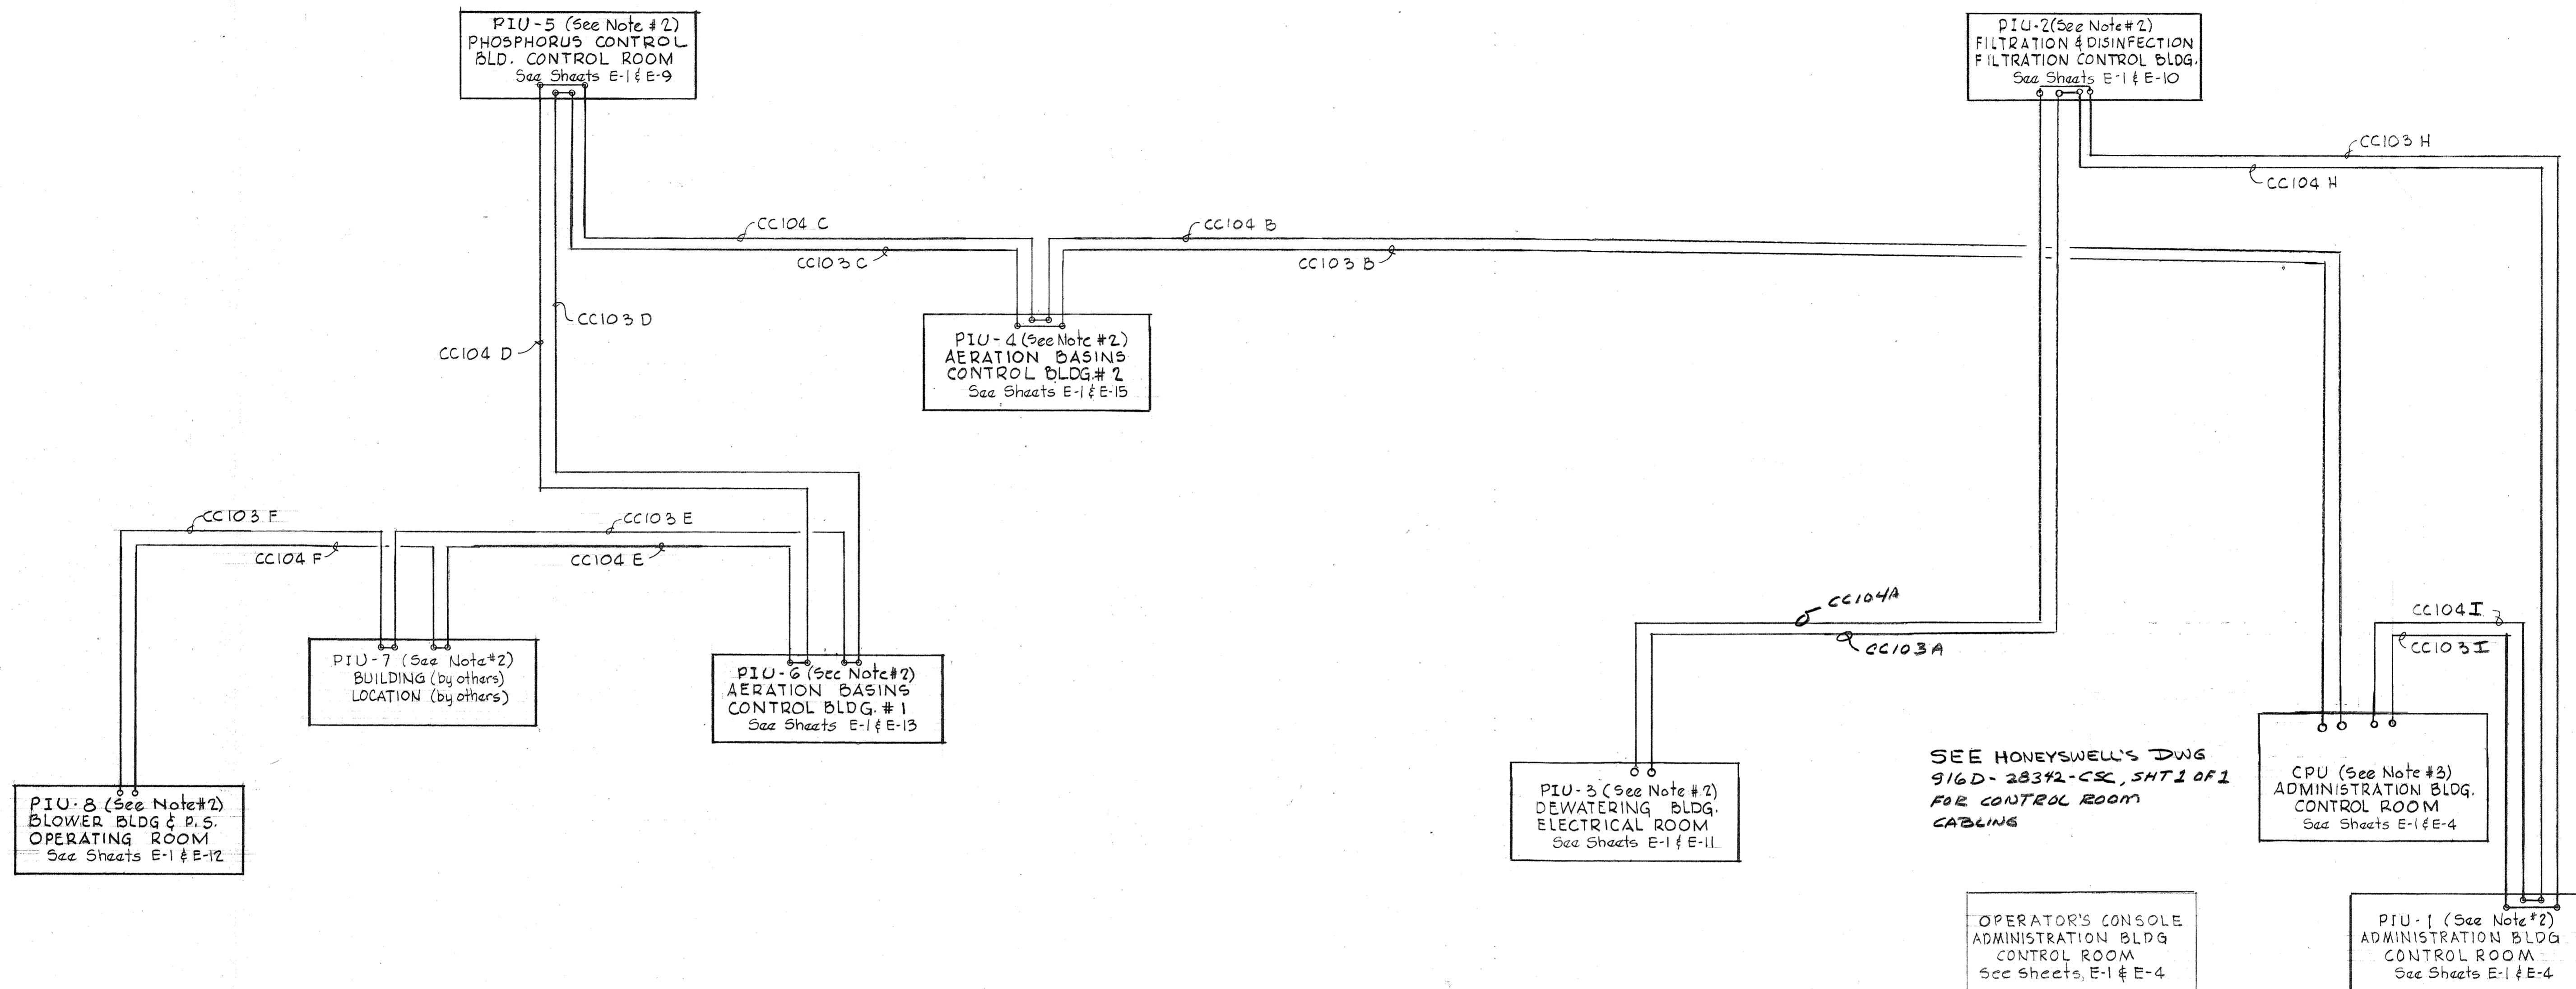 PIU-5 (See Note #2)
PHOSPHORUS CONTROL
BLD. CONTROL ROOM
See Sheets E-1 & E-9
PIU-2 (See Note #2)
FILTRATION & DISINFECTION
FILTRATION CONTROL BLDG.
See Sheets E-1 & E-10
CC103 H
CC104 H
CC104 C
CC103 C
CC104 B
CC103 B
CC103 D
CC104 D
PIU-4 (See Note #2)
AERATION BASINS
CONTROL BLDG.# 2
See Sheets E-1 & E-15
CC103 F
CC104 F
CC103 E
CC104 E
CC104A
CC103A
CC104I
CC103I
PIU-7 (See Note #2)
BUILDING (by others)
LOCATION (by others)
PIU-6 (See Note #2)
AERATION BASINS
CONTROL BLDG. # 1
See Sheets E-1 & E-13
PIU-8 (See Note #2)
BLOWER BLDG & P.S.
OPERATING ROOM
See Sheets E-1 & E-12
PIU-3 (See Note #2)
DEWATERING BLDG.
ELECTRICAL ROOM
See Sheets E-1 & E-11
SEE HONEYSWELL'S DWG
916D-28342-CSC, SHT 1 OF 1
FOR CONTROL ROOM
CABLING
CPU (See Note #3)
ADMINISTRATION BLDG.
CONTROL ROOM
See Sheets E-1 & E-4
OPERATOR'S CONSOLE
ADMINISTRATION BLDG
CONTROL ROOM
See Sheets, E-1 & E-4
PIU-1 (See Note #2)
ADMINISTRATION BLDG
CONTROL ROOM
See Sheets E-1 & E-4